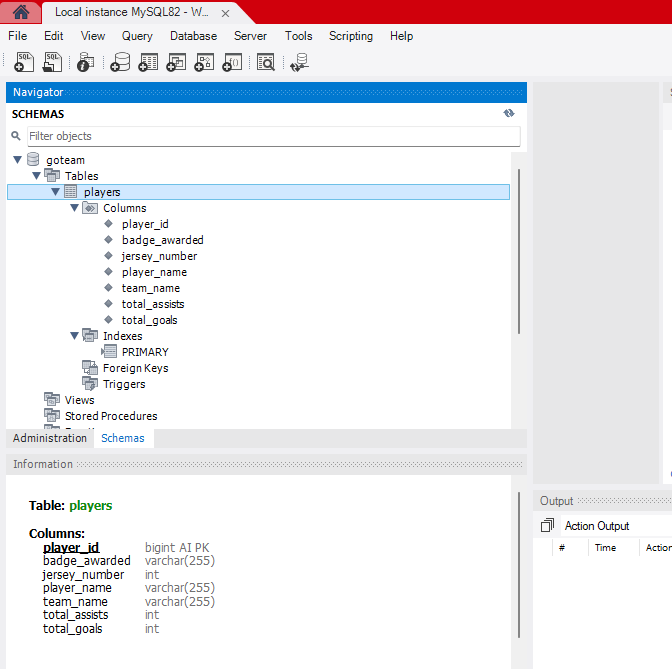 Local instance MySQL82 - W...
File Edit View Query Database Server Tools Scripting Help
SQL SQL
Navigator
SCHEMAS
Filter objects
goteam
Tables
players
Columns
player_id
badge_awarded
jersey_number
player_name
team_name
total_assists
total_goals
Indexes
PRIMARY
Foreign Keys
Triggers
Views
Stored Procedures
Administration Schemas
Information
Table: players
Columns:
player_id bigint AI PK
badge_awarded varchar(255)
jersey_number int
player_name varchar(255)
team_name varchar(255)
total_assists int
total_goals int
Output
Action Output
# Time Action